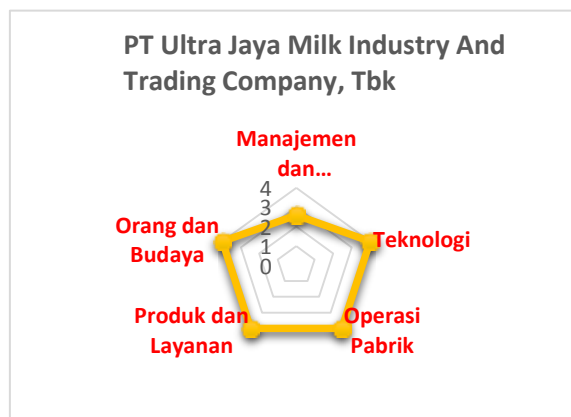 PT Ultra Jaya Milk Industry And
Trading Company, Tbk
Manajemen
dan...
4
3
2
1
0
Orang dan
Budaya
Teknologi
Produk dan
Layanan
Operasi
Pabrik